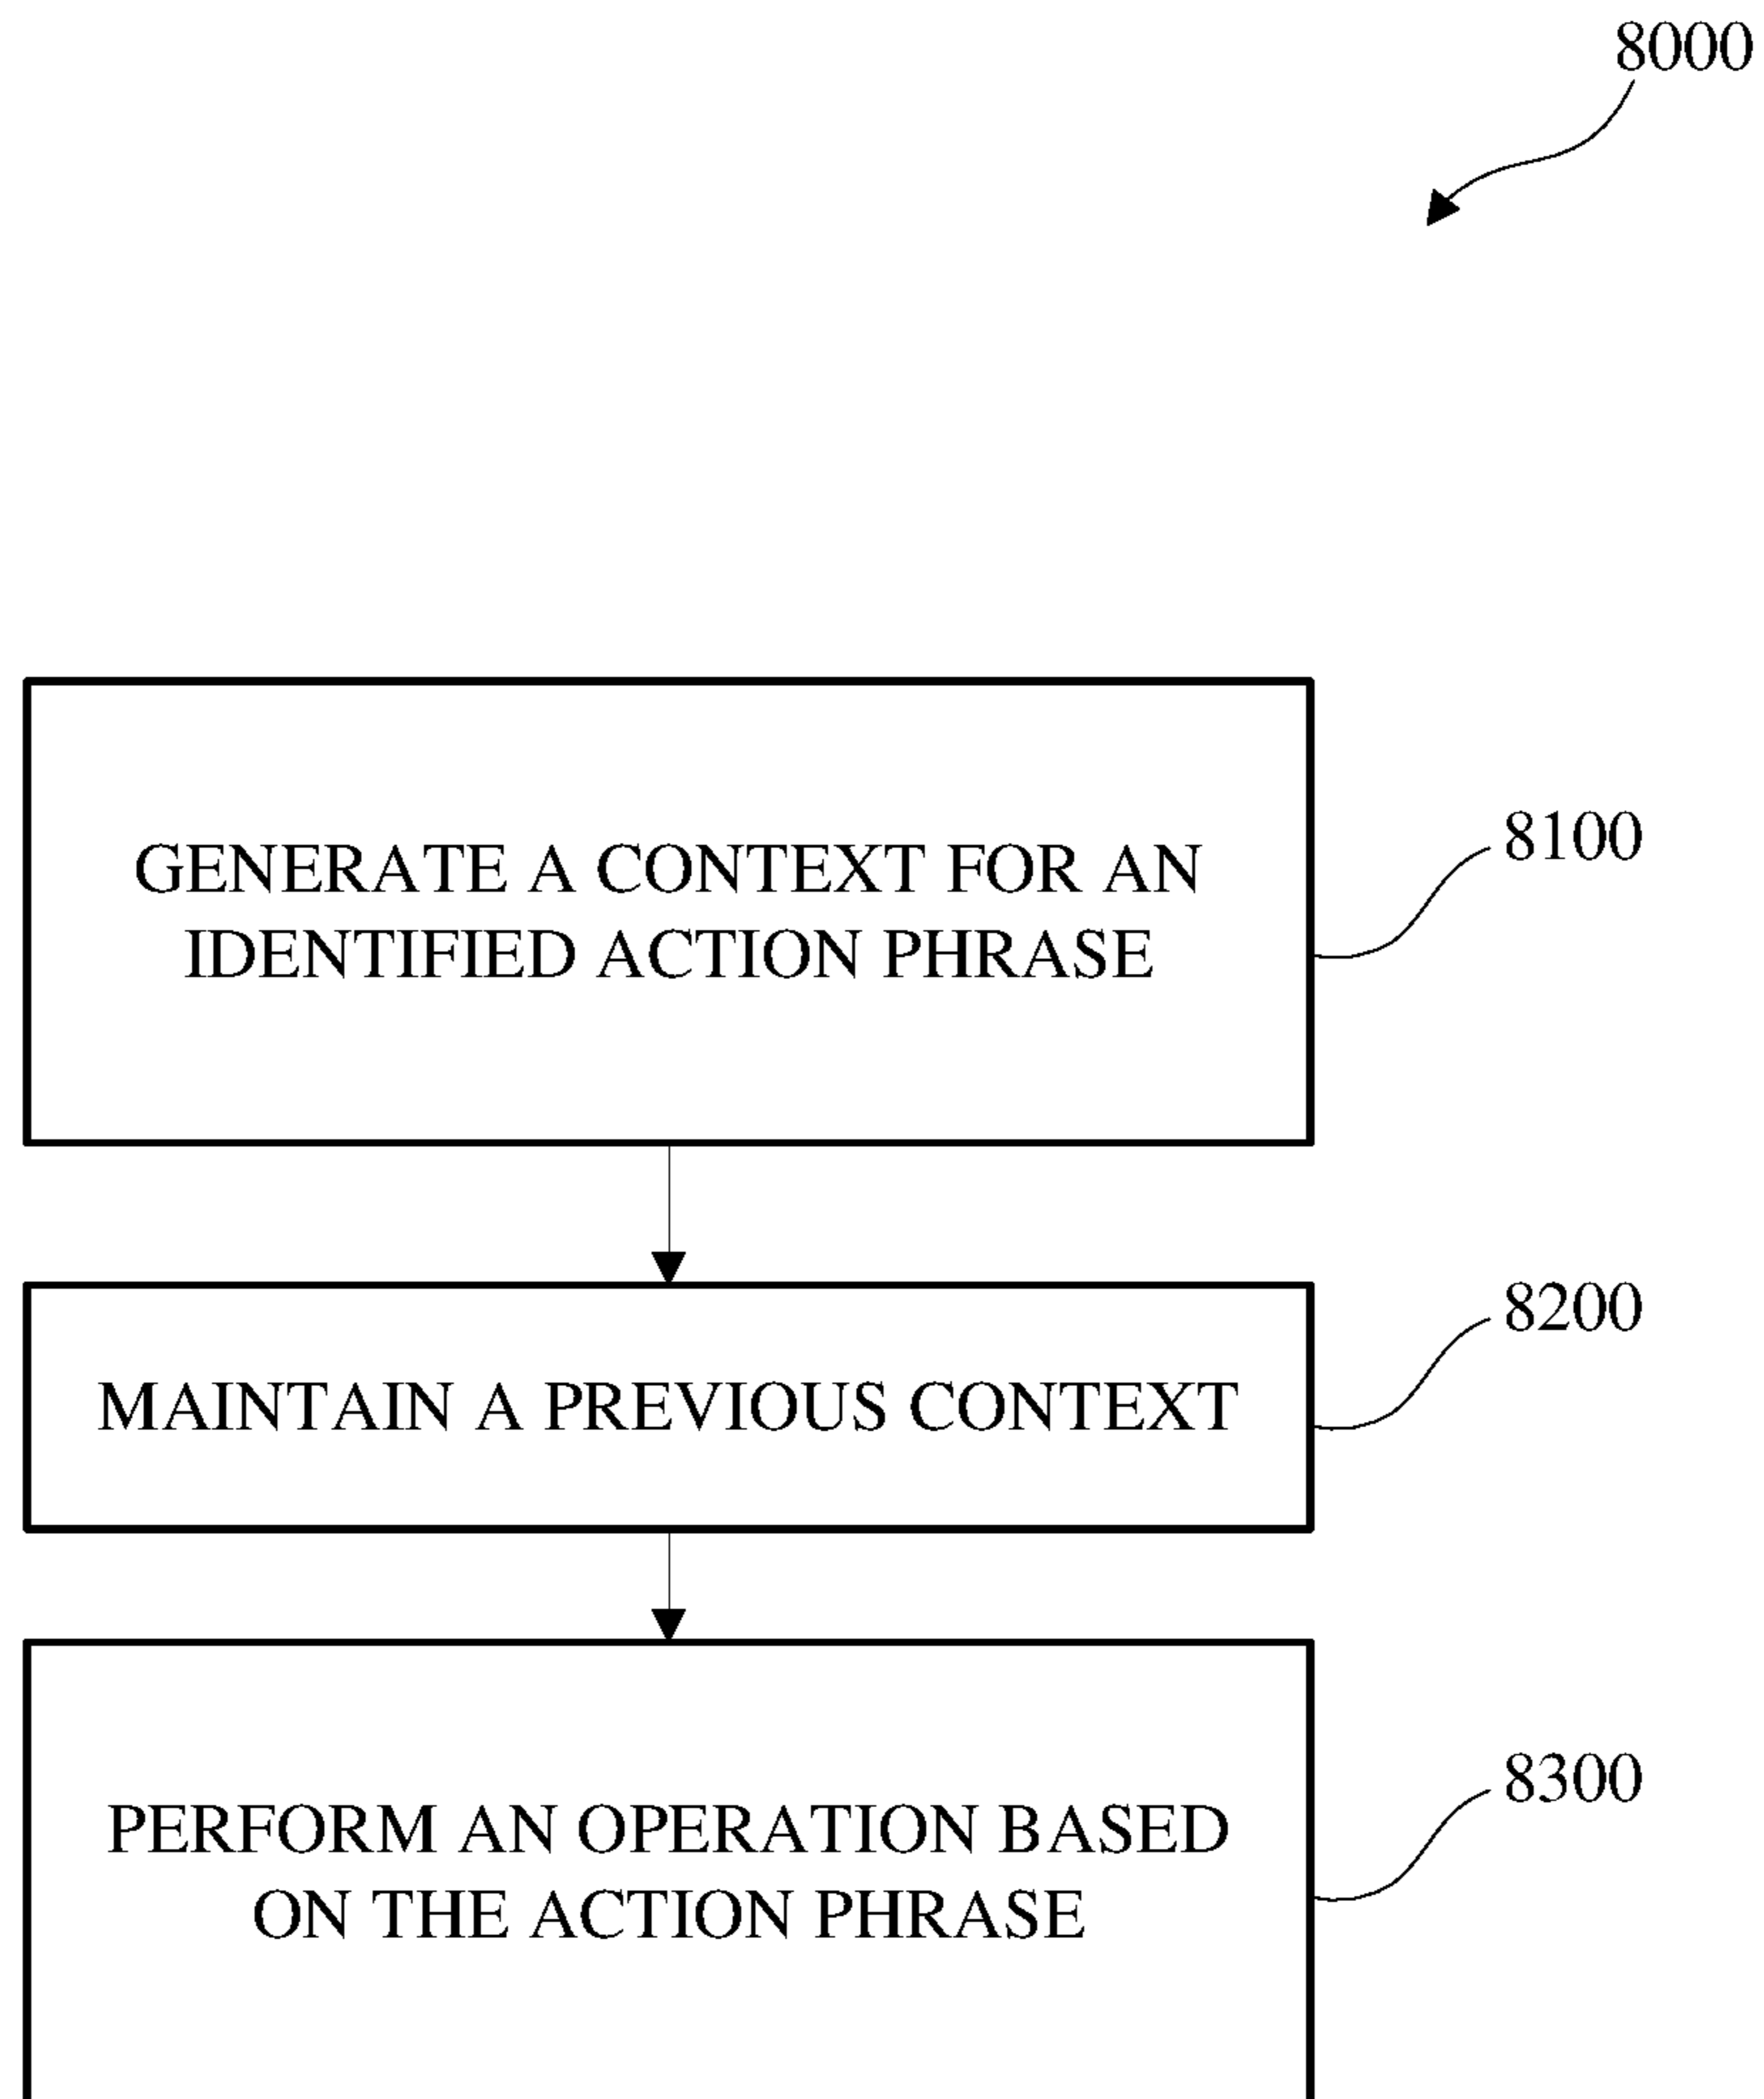 8000
GENERATE A CONTEXT FOR AN
IDENTIFIED ACTION PHRASE
8100
MAINTAIN A PREVIOUS CONTEXT
8200
PERFORM AN OPERATION BASED
ON THE ACTION PHRASE
8300